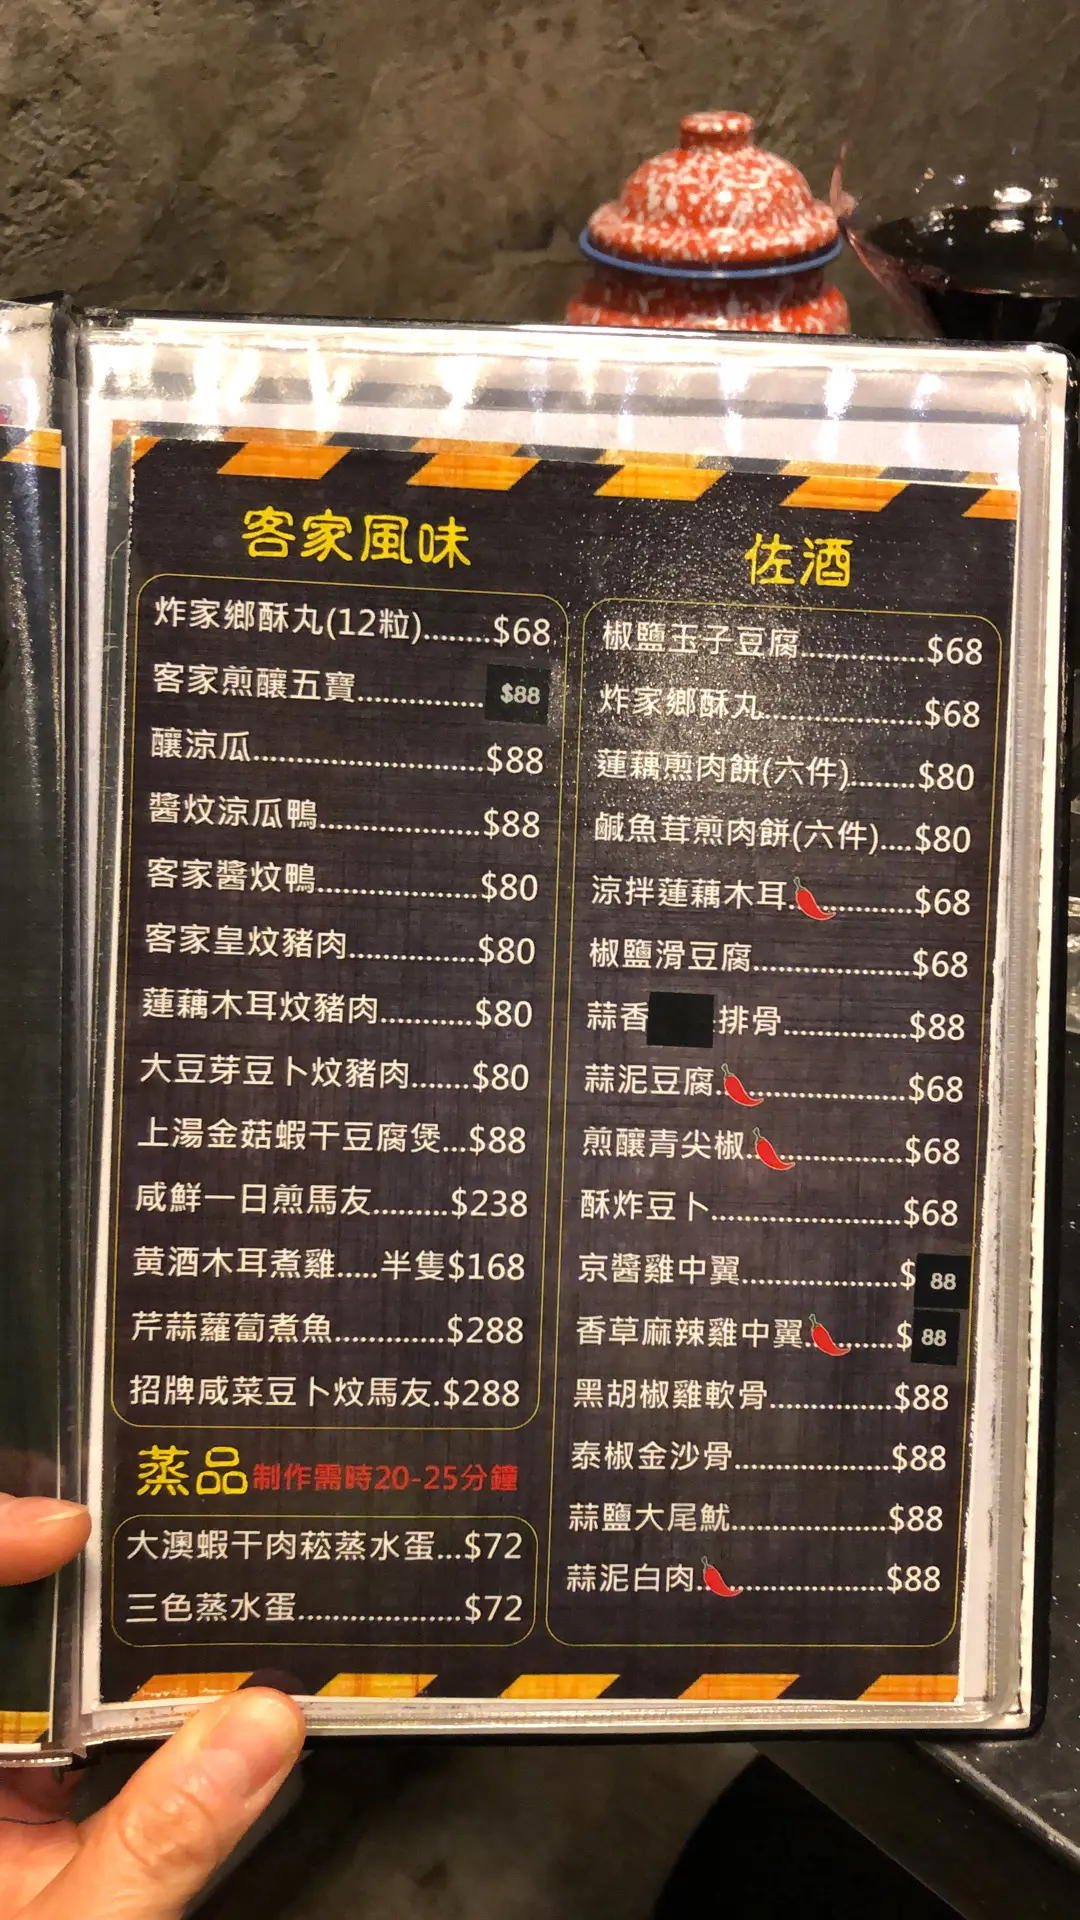 客家風味
炸家鄉酥丸(12粒)........$68
客家煎釀五寶...............$88
釀涼瓜...........................$88
醬炆涼瓜鴨...................$88
客家醬炆鴨...................$80
客家皇炆豬肉...............$80
蓮藕木耳炆豬肉...........$80
大豆芽豆卜炆豬肉.......$80
上湯金菇蝦干豆腐煲...$88
咸鮮一日煎馬友.........$238
黃酒木耳煮雞.....半隻$168
芹蒜蘿蔔煮魚.............$288
招牌咸菜豆卜炆馬友.$288
蒸品 制作需時20-25分鐘
大澳蝦干肉菘蒸水蛋...$72
三色蒸水蛋...................$72
佐酒
椒鹽玉子豆腐..............$68
炸家鄉酥丸..................$68
蓮藕煎肉餅(六件)........$80
鹹魚茸煎肉餅(六件)....$80
涼拌蓮藕木耳..............$68
椒鹽滑豆腐..................$68
蒜香 排骨..............$88
蒜泥豆腐......................$68
煎釀青尖椒..................$68
酥炸豆卜......................$68
京醬雞中翼..................$88
香草麻辣雞中翼..........$88
黑胡椒雞軟骨..............$88
泰椒金沙骨..................$88
蒜鹽大尾魷..................$88
蒜泥白肉......................$88